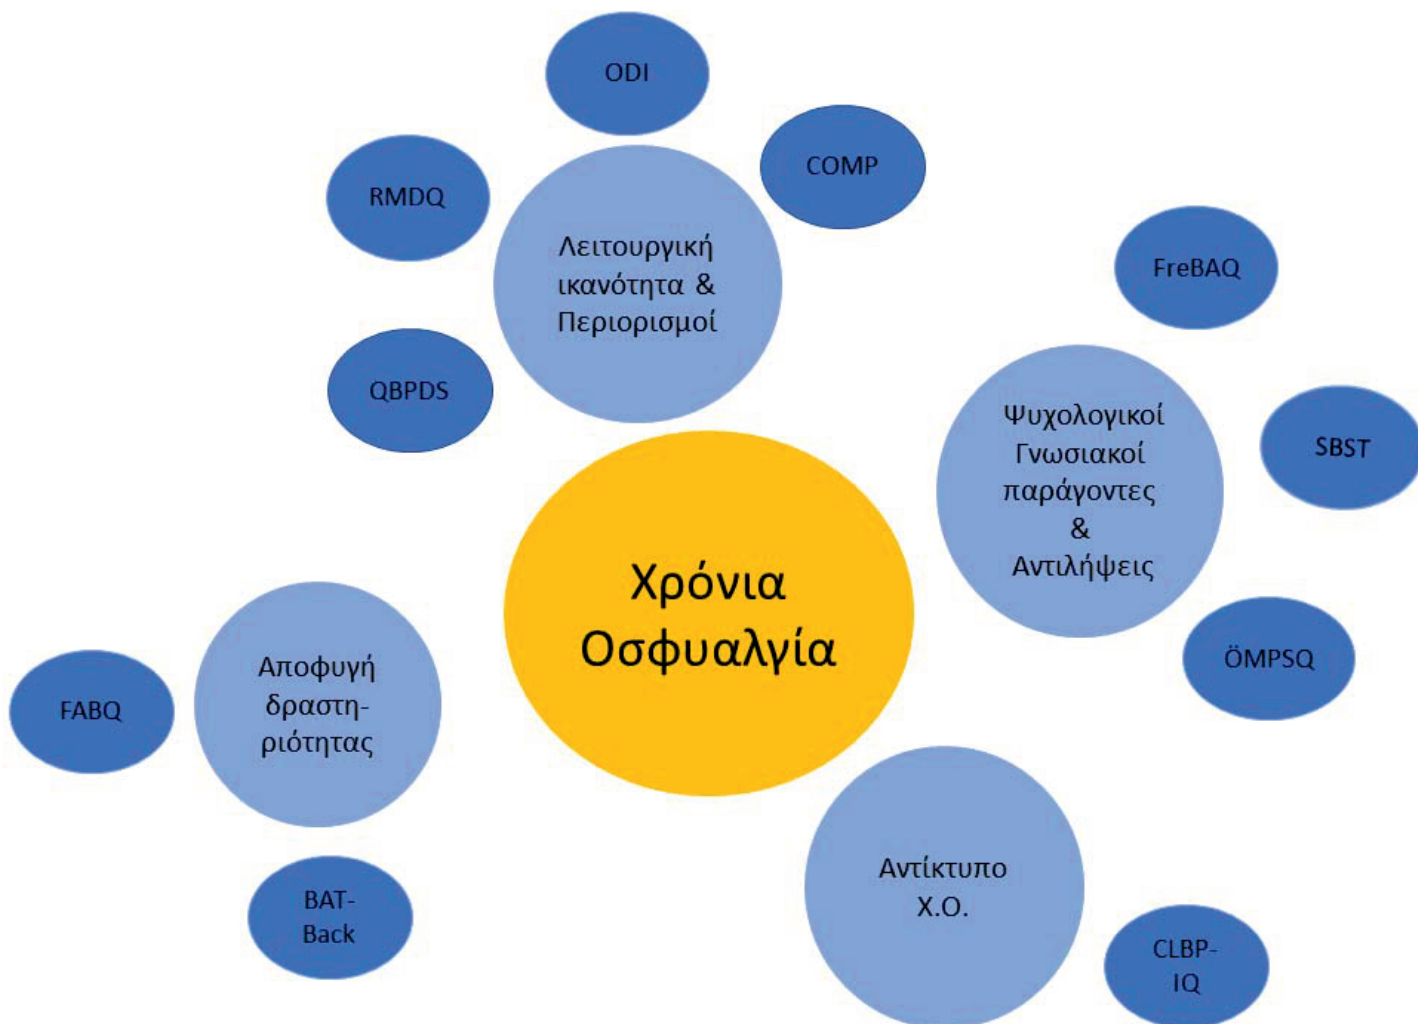 ODI
COMP
RMDQ
Λειτουργική
ικανότητα &
Περιορισμοί
FreBAQ
QBPDS
Ψυχολογικοί
Γνωσιακοί
παράγοντες
&
Αντιλήψεις
SBST
Χρόνια
Οσφυαλγία
ÖMPSQ
Αποφυγή
δραστη-
ριότητας
FABQ
Αντίκτυπο
Χ.Ο.
BAT-
Back
CLBP-
IQ